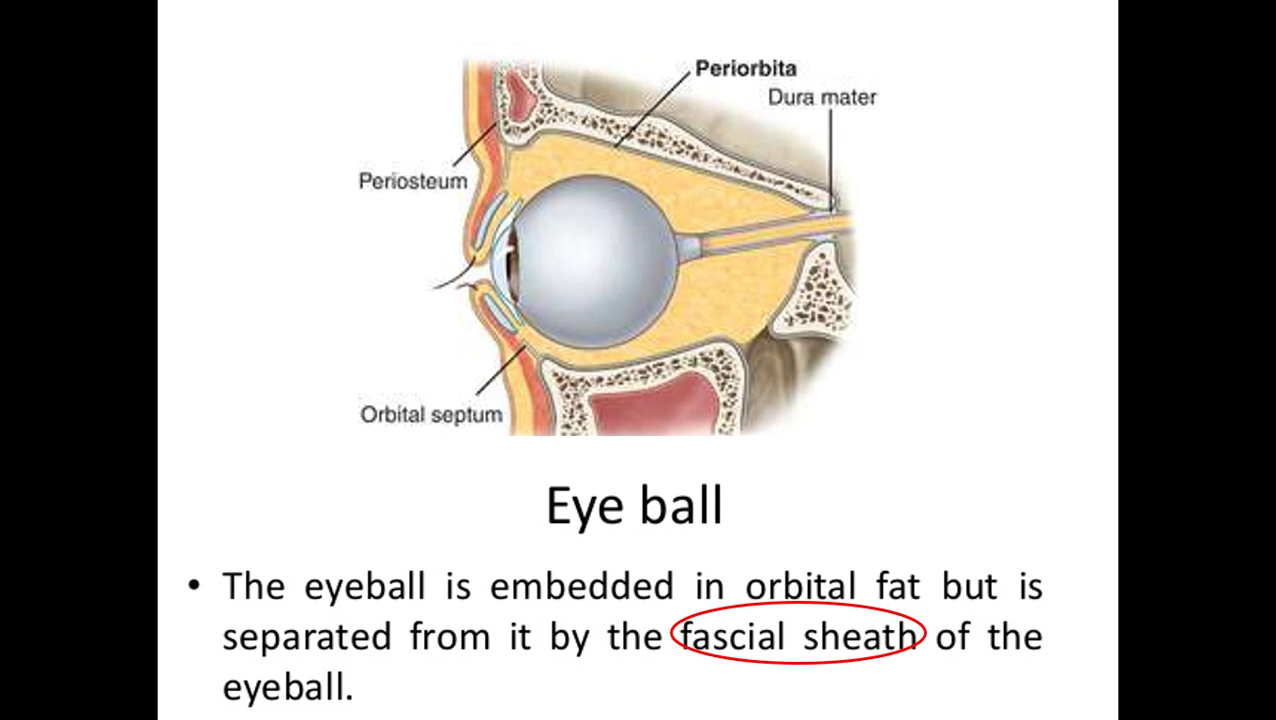 Periorbita
Dura mater
Periosteum
Orbital septum
Eye ball
• The eyeball is embedded in orbital fat but is
separated from it by the fascial sheath of the
eyeball.